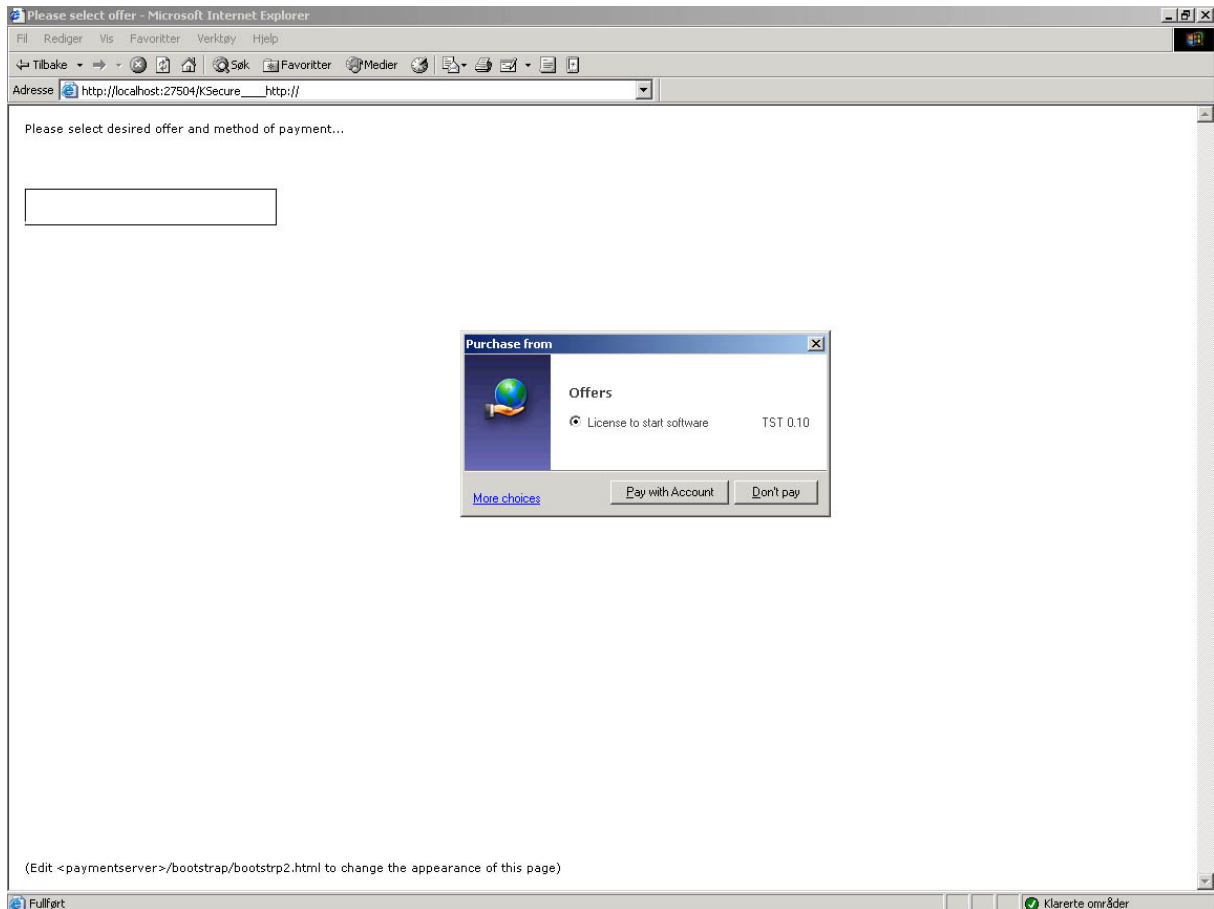 Please select offer - Microsoft Internet Explorer
Fil Rediger Vis Favoritter Verktøy Hjelp
Tilbake Søk Favoritter Medier
Adresse http://localhost:27504/KSecure____http://
Please select desired offer and method of payment...
Purchase from
Offers
License to start software TST 0.10
More choices Pay with Account Don't pay
(Edit <paymentserver>/bootstrap/bootstrp2.html to change the appearance of this page)
Fullført Klarerte områder